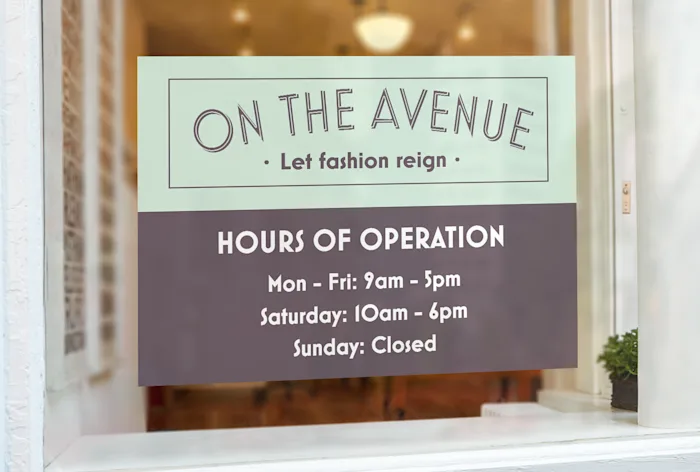 ON THE AVENUE
· Let fashion reign ·
HOURS OF OPERATION
Mon - Fri: 9am - 5pm
Saturday: 10am - 6pm
Sunday: Closed